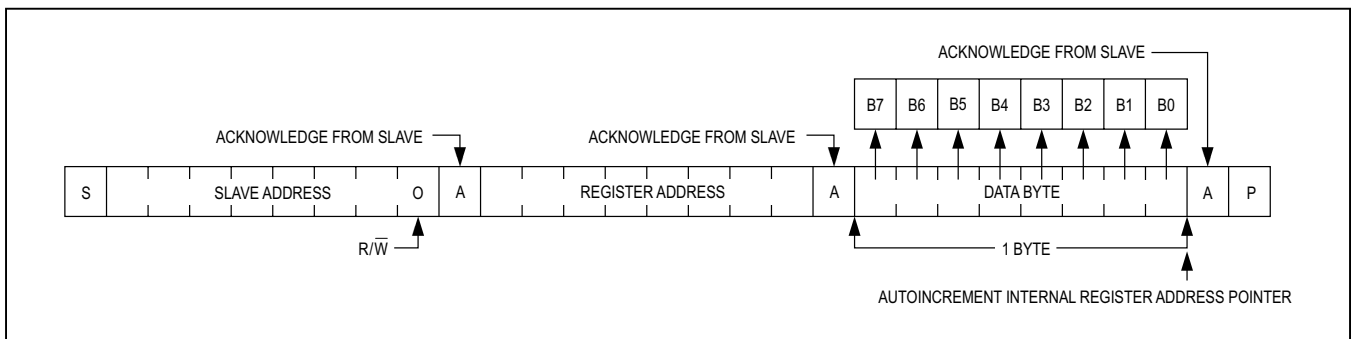 ACKNOWLEDGE FROM SLAVE
B7 B6 B5 B4 B3 B2 B1 B0
ACKNOWLEDGE FROM SLAVE ACKNOWLEDGE FROM SLAVE
S SLAVE ADDRESS O A REGISTER ADDRESS A DATA BYTE A P
R/W̅ 1 BYTE
AUTOINCREMENT INTERNAL REGISTER ADDRESS POINTER